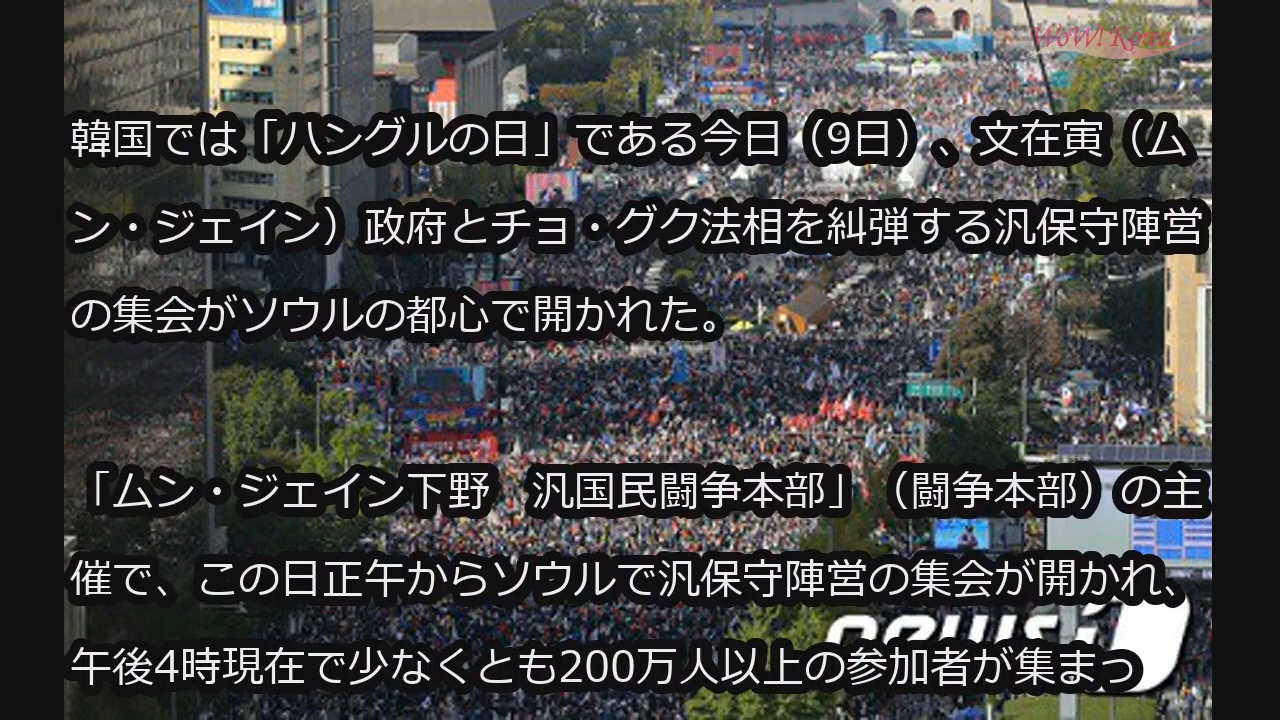 WoW! Korea
韓国では「ハングルの日」である今日（9日）、文在寅（ム
ン・ジェイン）政府とチョ・グク法相を糾弾する汎保守陣営
の集会がソウルの都心で開かれた。
「ムン・ジェイン下野　汎国民闘争本部」（闘争本部）の主
催で、この日正午からソウルで汎保守陣営の集会が開かれ、
午後4時現在で少なくとも200万人以上の参加者が集まっ
news1